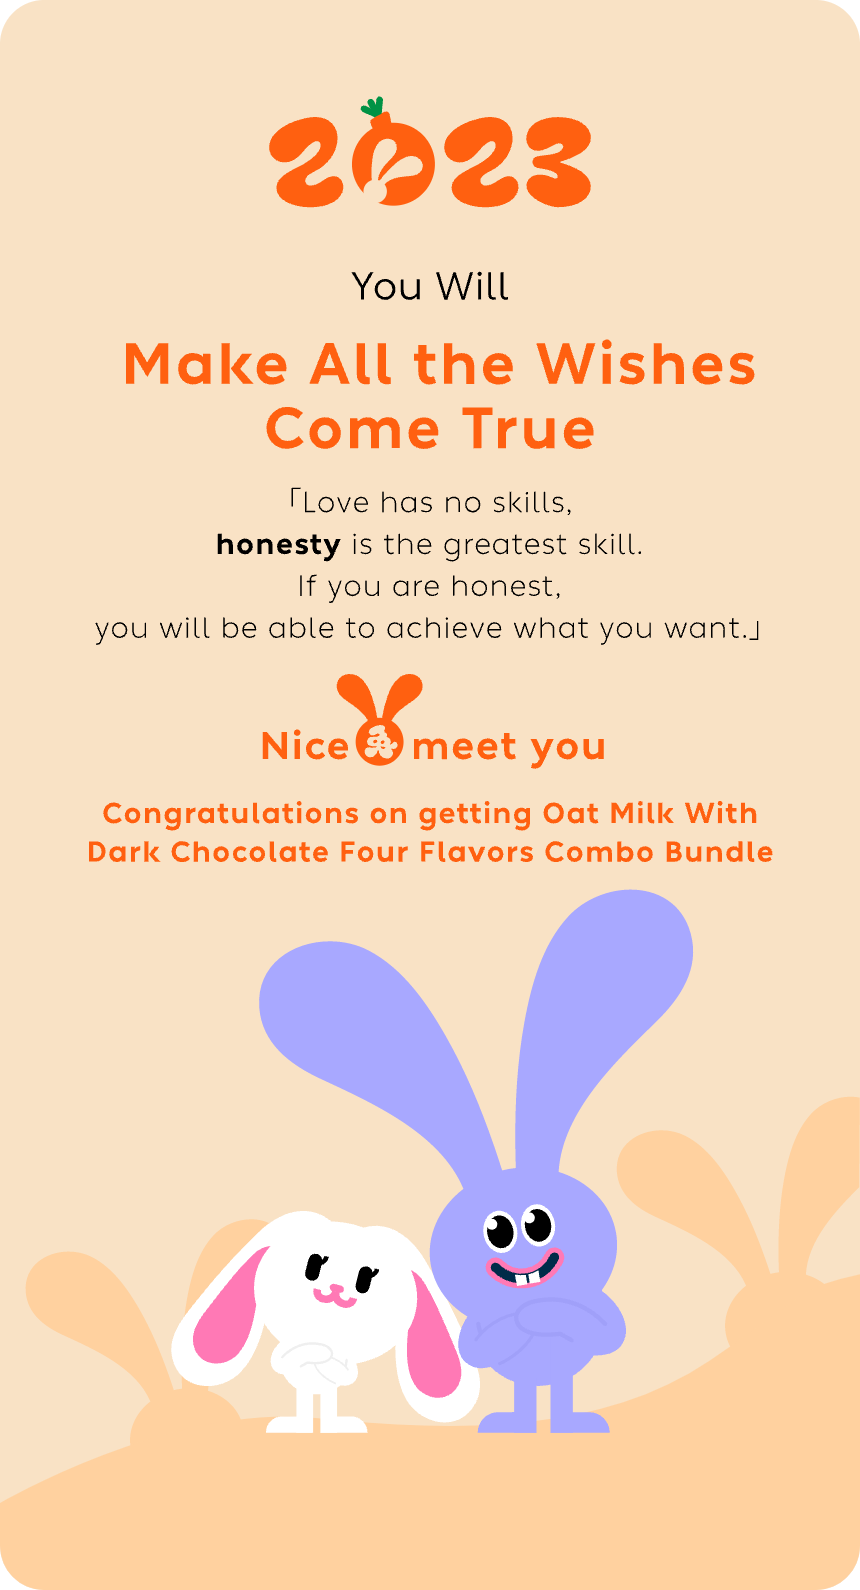 2023
You Will
Make All the Wishes
Come True
「Love has no skills,
honesty is the greatest skill.
If you are honest,
you will be able to achieve what you want.」
Nice 兔 meet you
Congratulations on getting Oat Milk With
Dark Chocolate Four Flavors Combo Bundle